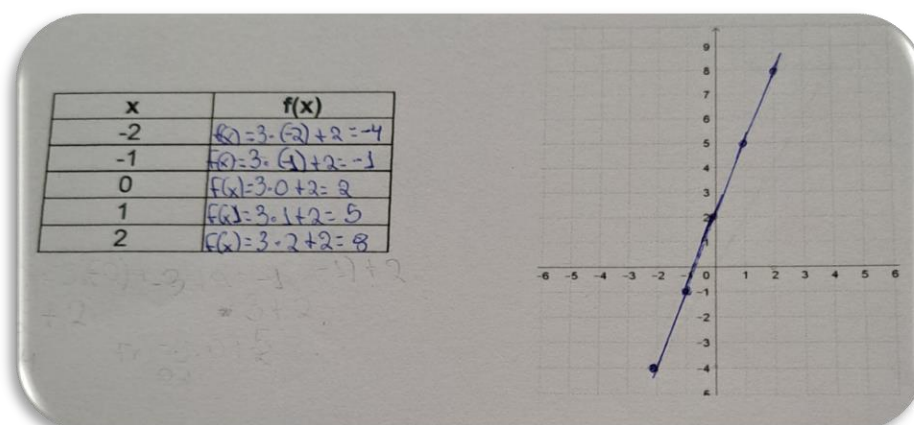 x f(x)
-2 f(x)=3·(-2)+2=-4
-1 f(x)=3·(-1)+2=-1
0 f(x)=3·0+2=2
1 f(x)=3·1+2=5
2 f(x)=3·2+2=8
9
8
7
6
5
4
3
2
1
-6 -5 -4 -3 -2 -1 0 1 2 3 4 5 6
-1
-2
-3
-4